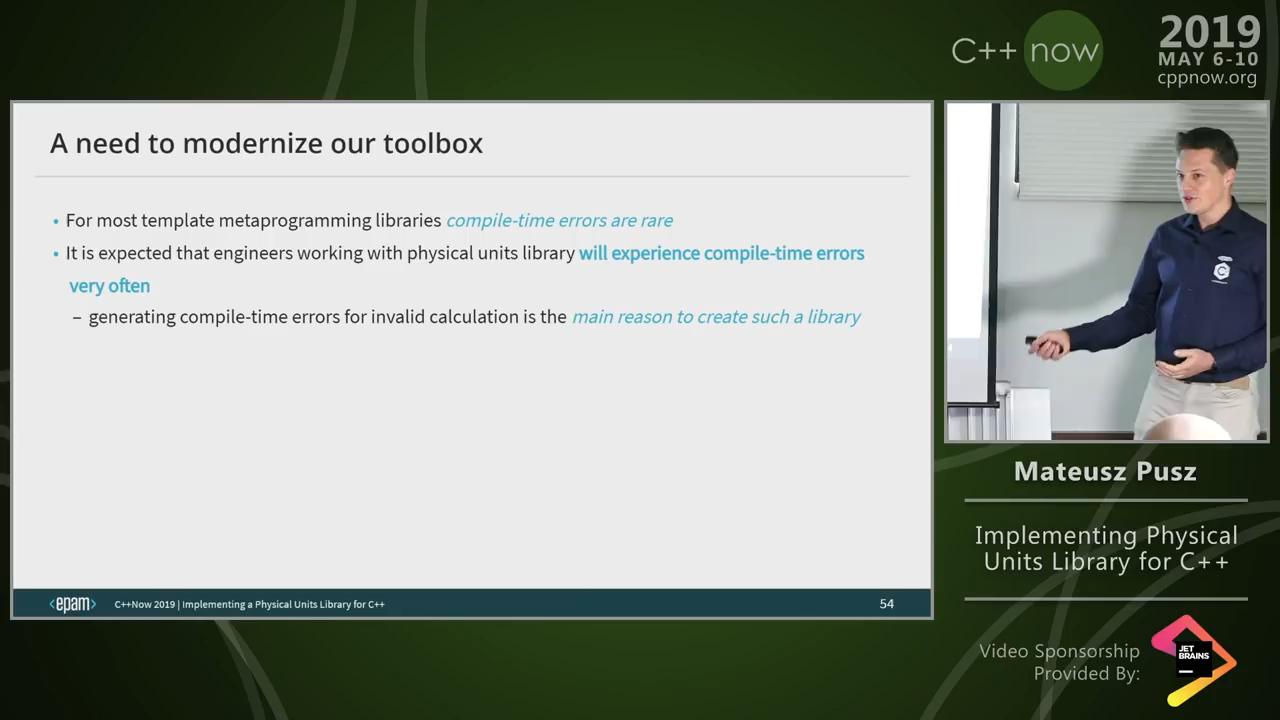 C++ now
2019
MAY 6-10
cppnow.org
A need to modernize our toolbox
• For most template metaprogramming libraries compile-time errors are rare
• It is expected that engineers working with physical units library will experience compile-time errors
very often
– generating compile-time errors for invalid calculation is the main reason to create such a library
<epam> C++Now 2019 | Implementing a Physical Units Library for C++ 54
Mateusz Pusz
Implementing Physical
Units Library for C++
Video Sponsorship
Provided By:
JET
BRAINS